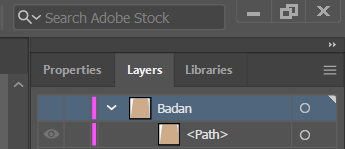 Search Adobe Stock
Properties Layers Libraries
Badan
<Path>